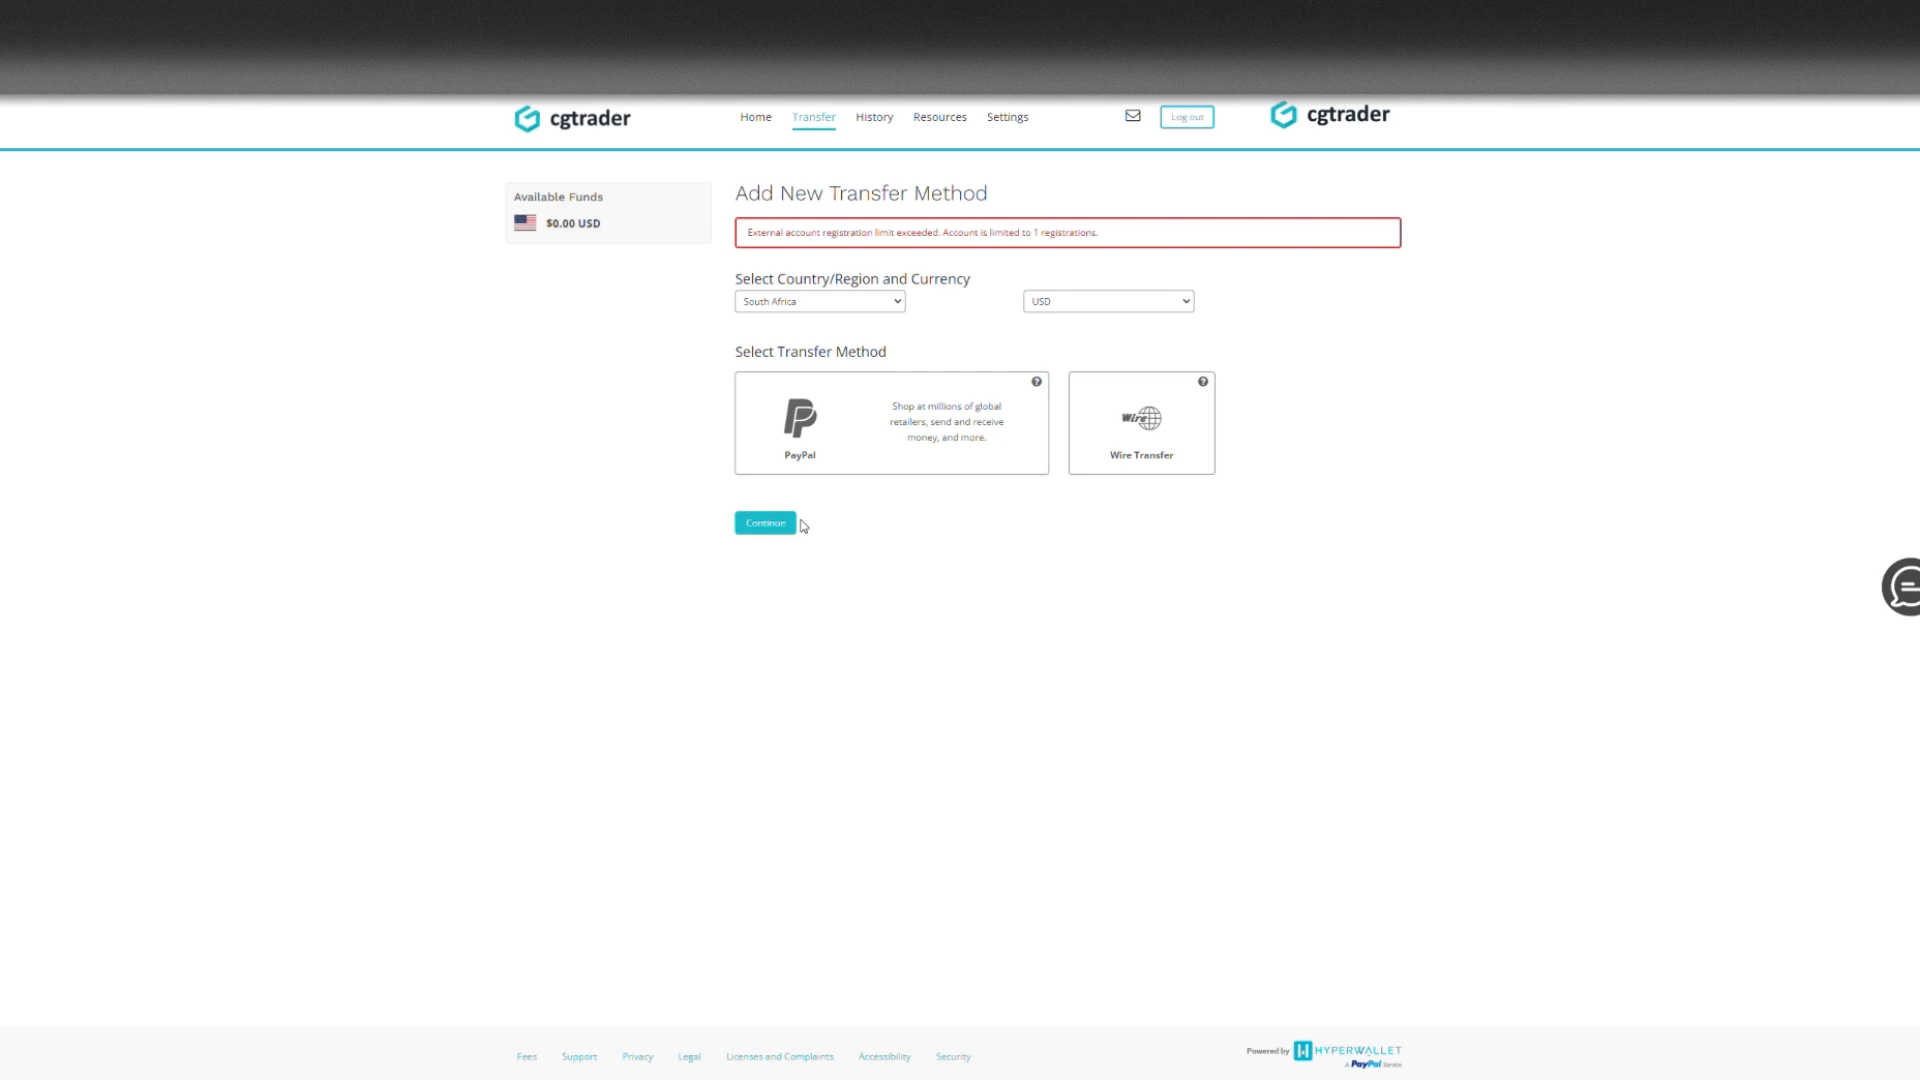 cgtrader
Home
Transfer
History
Resources
Settings
Log out
cgtrader
Available Funds
$0.00 USD
Add New Transfer Method
External account registration limit exceeded. Account is limited to 1 registrations.
Select Country/Region and Currency
South Africa
USD
Select Transfer Method
Shop at millions of global
retailers, send and receive
money, and more.
PayPal
Wire
Wire Transfer
Continue
Fees
Support
Privacy
Legal
Licenses and Complaints
Accessibility
Security
Powered by
HYPERWALLET
A PayPal Service